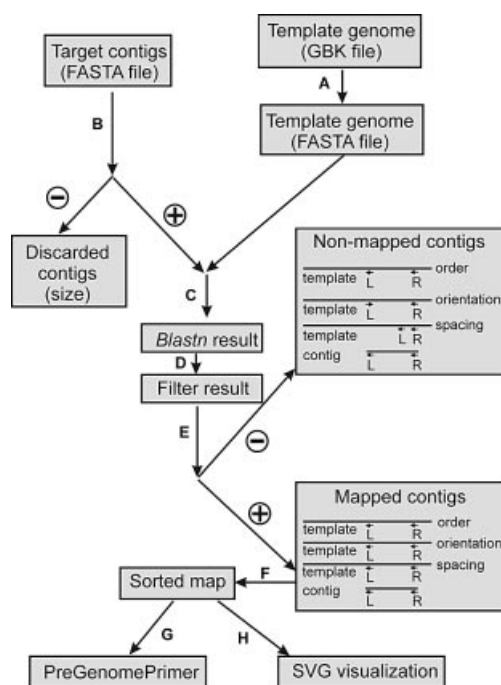 Target contigs
(FASTA file)
Template genome
(GBK file)
A
B
Template genome
(FASTA file)
−
+
Discarded
contigs
(size)
C
Blastn result
D
Filter result
E
Non-mapped contigs
order
template L R
orientation
template L R
spacing
template L R
contig L R
−
+
Mapped contigs
order
template L R
orientation
template L R
spacing
template L R
contig L R
F
Sorted map
G
H
PreGenomePrimer
SVG visualization